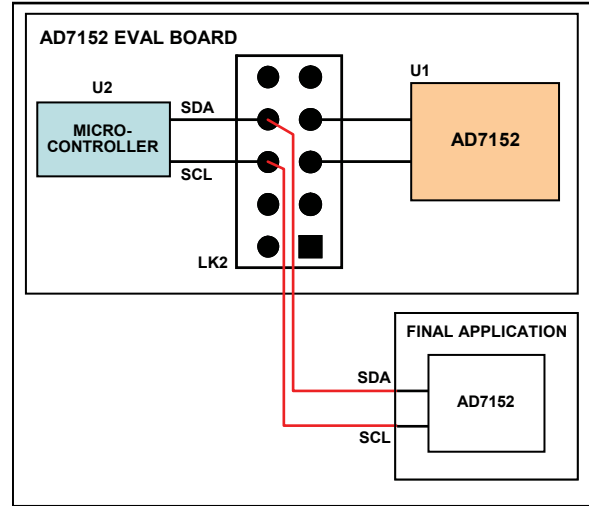 AD7152 EVAL BOARD
U2
MICRO-
CONTROLLER
SDA
SCL
LK2
U1
AD7152
FINAL APPLICATION
SDA
SCL
AD7152